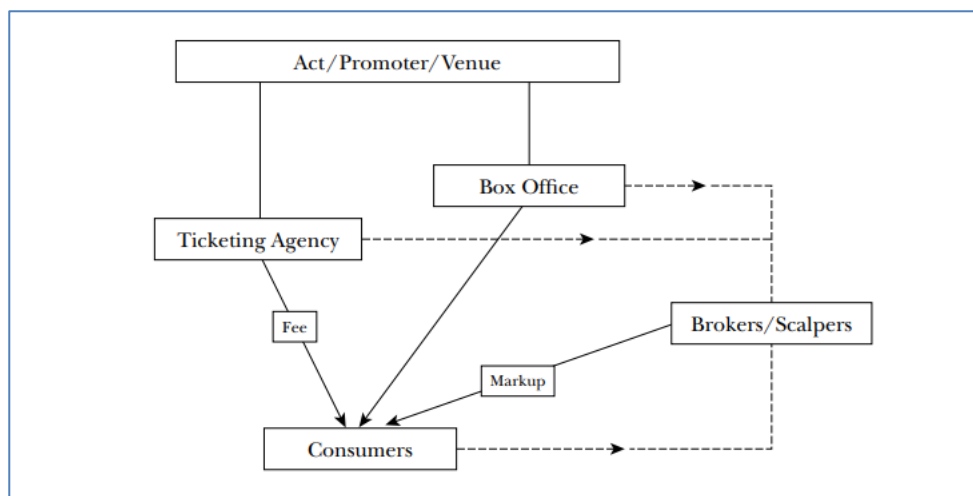 Act/Promoter/Venue
Box Office
Ticketing Agency
Brokers/Scalpers
Fee
Markup
Consumers